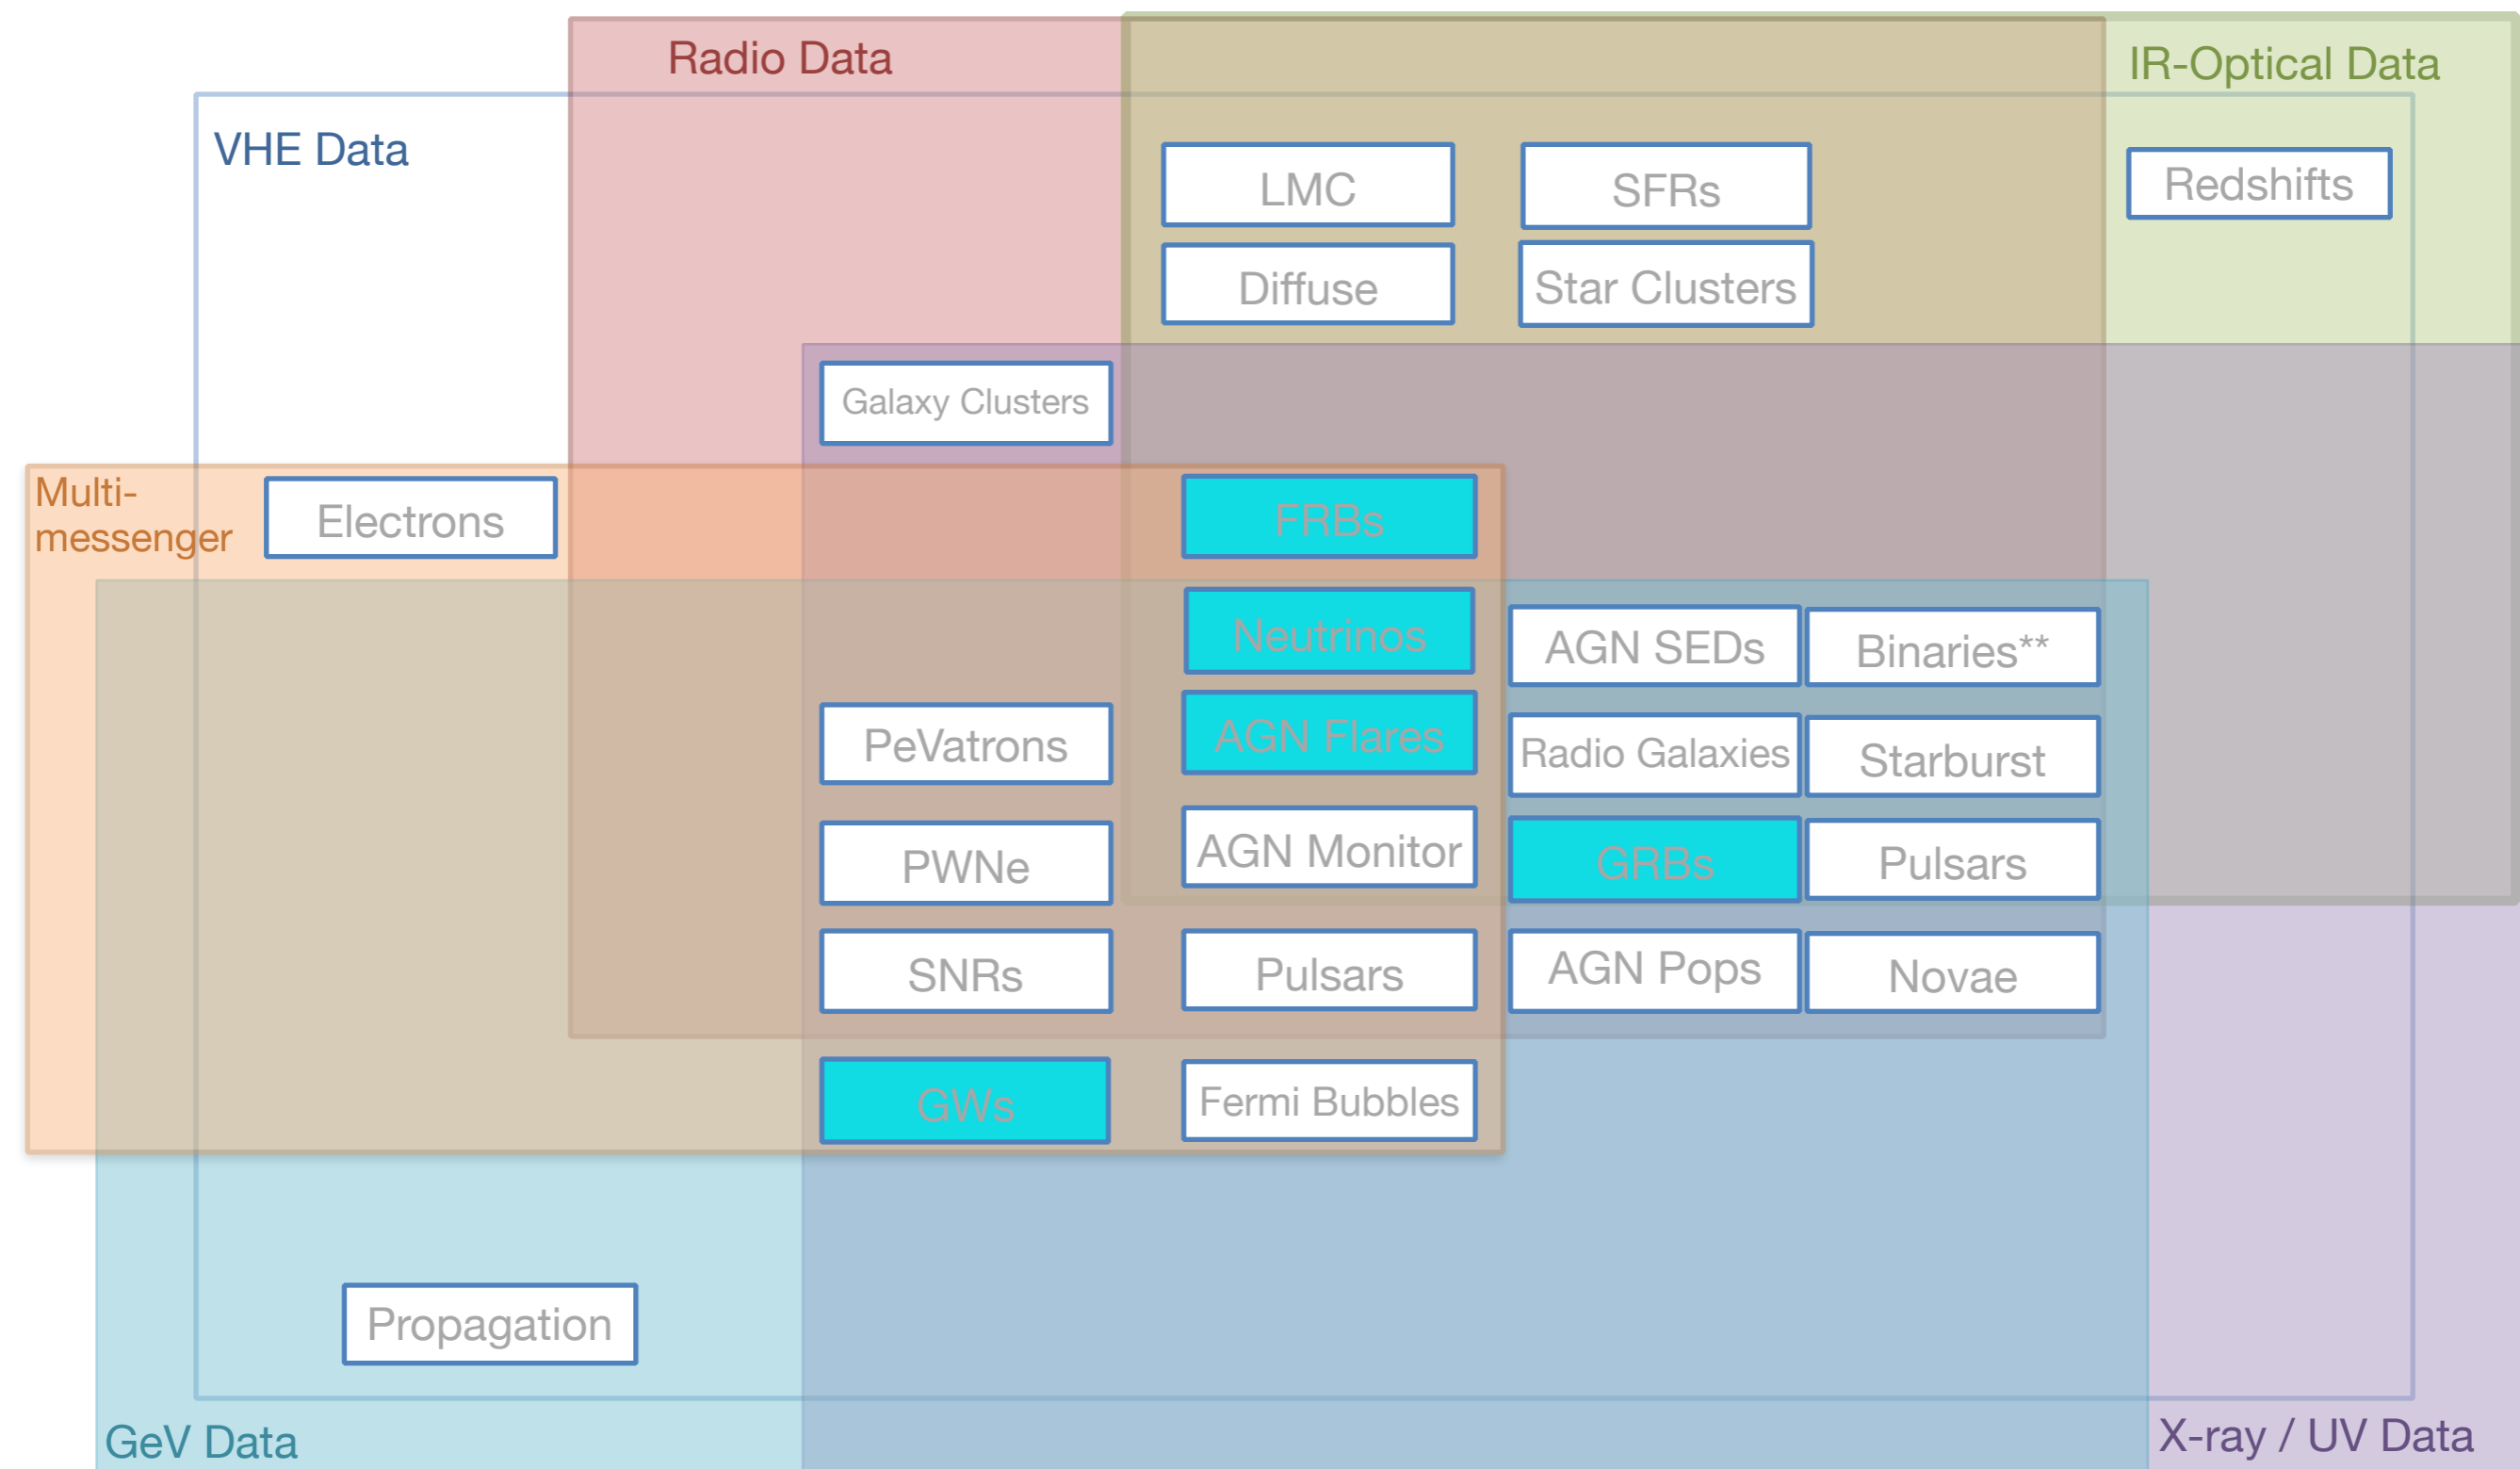 Radio Data
IR-Optical Data
VHE Data
LMC
SFRs
Redshifts
Diffuse
Star Clusters
Galaxy Clusters
Multi-
messenger
Electrons
FRBs
Neutrinos
AGN SEDs
Binaries**
PeVatrons
AGN Flares
Radio Galaxies
Starburst
PWNe
AGN Monitor
GRBs
Pulsars
SNRs
Pulsars
AGN Pops
Novae
GWs
Fermi Bubbles
Propagation
GeV Data
X-ray / UV Data